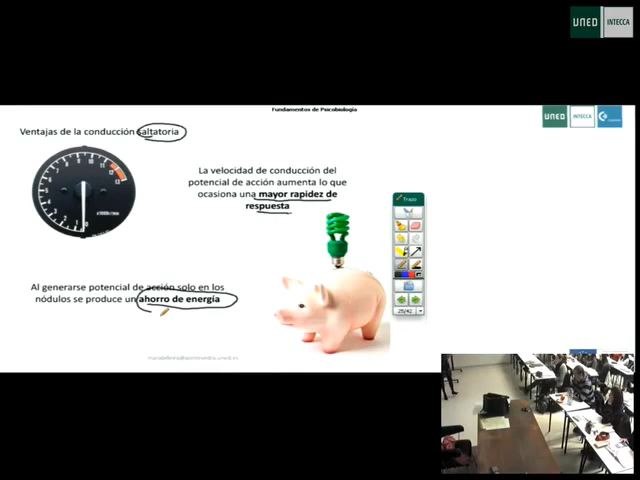 UNED
INTECCA
Fundamentos de Psicobiología
UNED
INTECCA
Ventajas de la conducción saltatoria
La velocidad de conducción del
potencial de acción aumenta lo que
ocasiona una mayor rapidez de
respuesta
Trazo
Al generarse potencial de acción solo en los
nódulos se produce un ahorro de energía
25/42